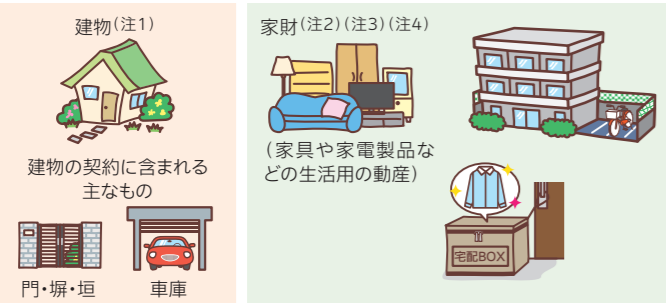 建物(注1)
建物の契約に含まれる
主なもの
門・塀・垣
車庫
家財(注2)(注3)(注4)
(家具や家電製品な
どの生活用の動産)
宅配BOX